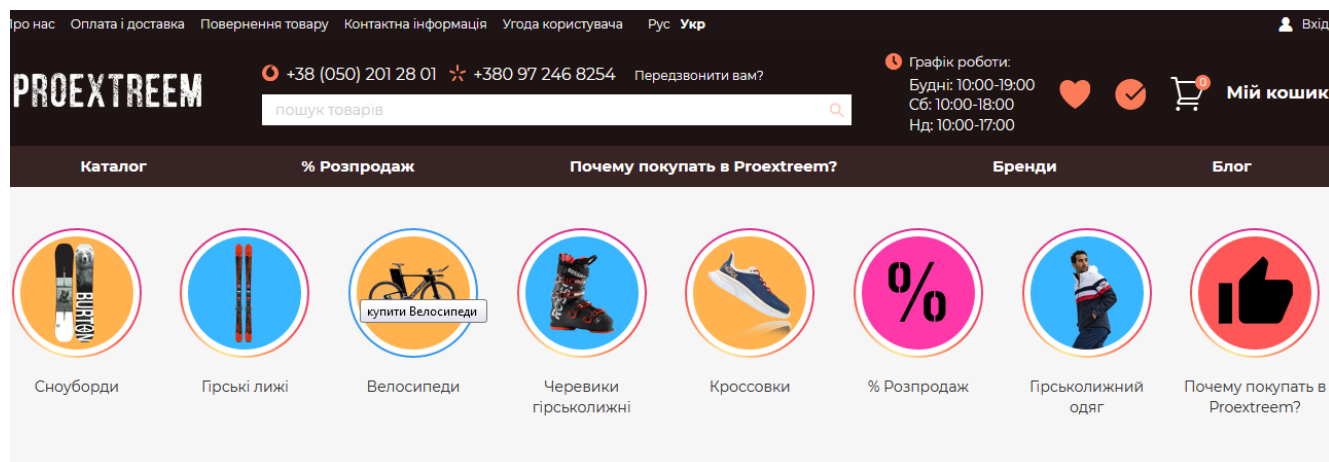 Про нас Оплата і доставка Повернення товару Контактна інформація Угода користувача Рус Укр Вхід
PROEXTREEM
+38 (050) 201 28 01 +380 97 246 8254 Передзвонити вам?
пошук товарів
Графік роботи:
Будні: 10:00-19:00
Сб: 10:00-18:00
Нд: 10:00-17:00
0
Мій кошик
Каталог % Розпродаж Почему покупать в Proextreem? Бренди Блог
BURTON
%
купити Велосипеди
Сноуборди Гірські лижі Велосипеди Черевики гірськолижні Кроссовки % Розпродаж Гірськолижний одяг Почему покупать в Proextreem?